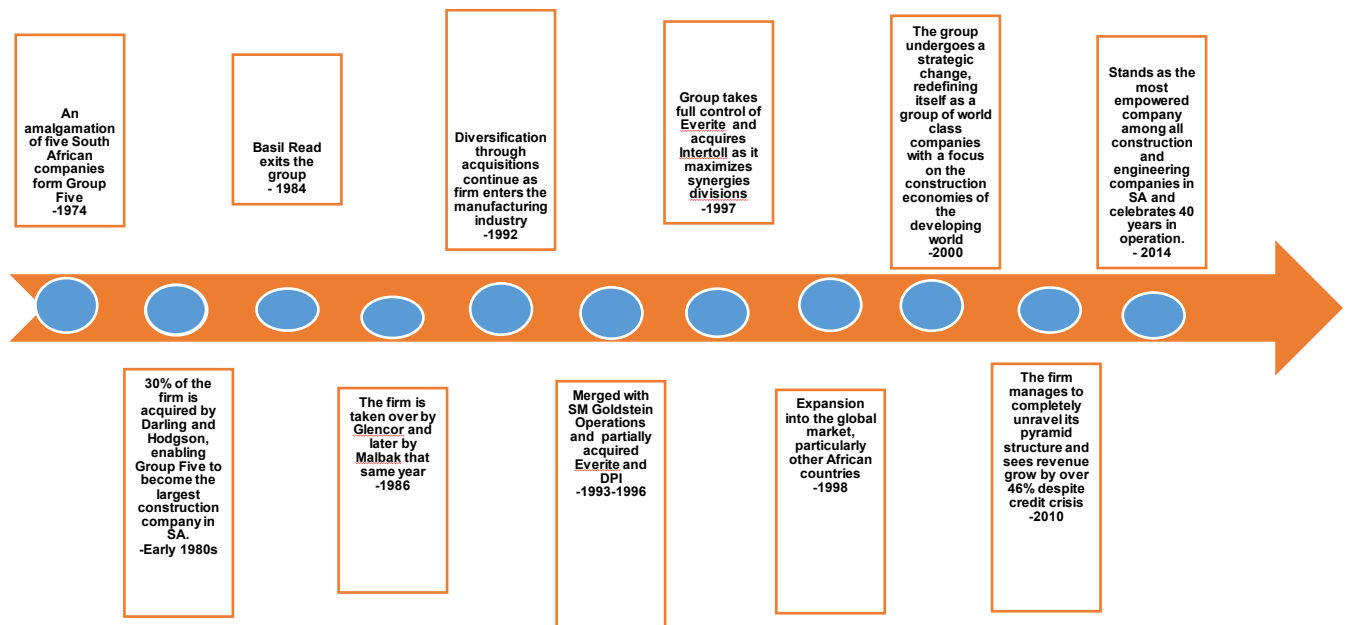 An
amalgamation
of five South
African
companies
form Group
Five
-1974
30% of the
firm is
acquired by
Darling and
Hodgson,
enabling
Group Five to
become the
largest
construction
company in
SA.
-Early 1980s
Basil Read
exits the
group
- 1984
The firm is
taken over by
Glencor and
later by
Malbak that
same year
-1986
Diversification
through
acquisitions
continue as
firm enters the
manufacturing
industry
-1992
Merged with
SM Goldstein
Operations
and partially
acquired
Everite and
DPI
-1993-1996
Group takes
full control of
Everite and
acquires
Intertoll as it
maximizes
synergies
divisions
-1997
Expansion
into the global
market,
particularly
other African
countries
-1998
The group
undergoes a
strategic
change,
redefining
itself as a
group of world
class
companies
with a focus
on the
construction
economies of
the
developing
world
-2000
The firm
manages to
completely
unravel its
pyramid
structure and
sees revenue
grow by over
46% despite
credit crisis
-2010
Stands as the
most
empowered
company
among all
construction
and
engineering
companies in
SA and
celebrates 40
years in
operation.
- 2014